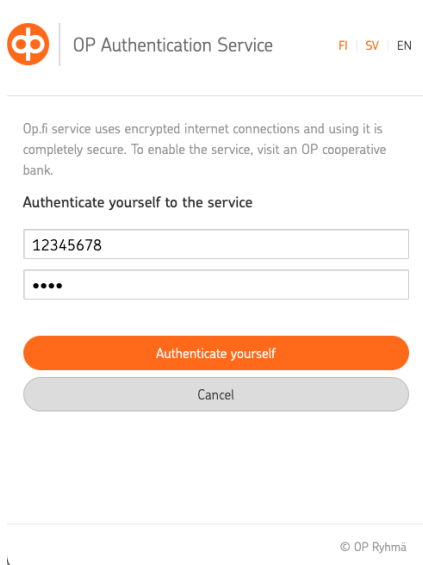 OP Authentication Service
FI SV EN
Op.fi service uses encrypted internet connections and using it is
completely secure. To enable the service, visit an OP cooperative
bank.
Authenticate yourself to the service
12345678
••••
Authenticate yourself
Cancel
© OP Ryhmä